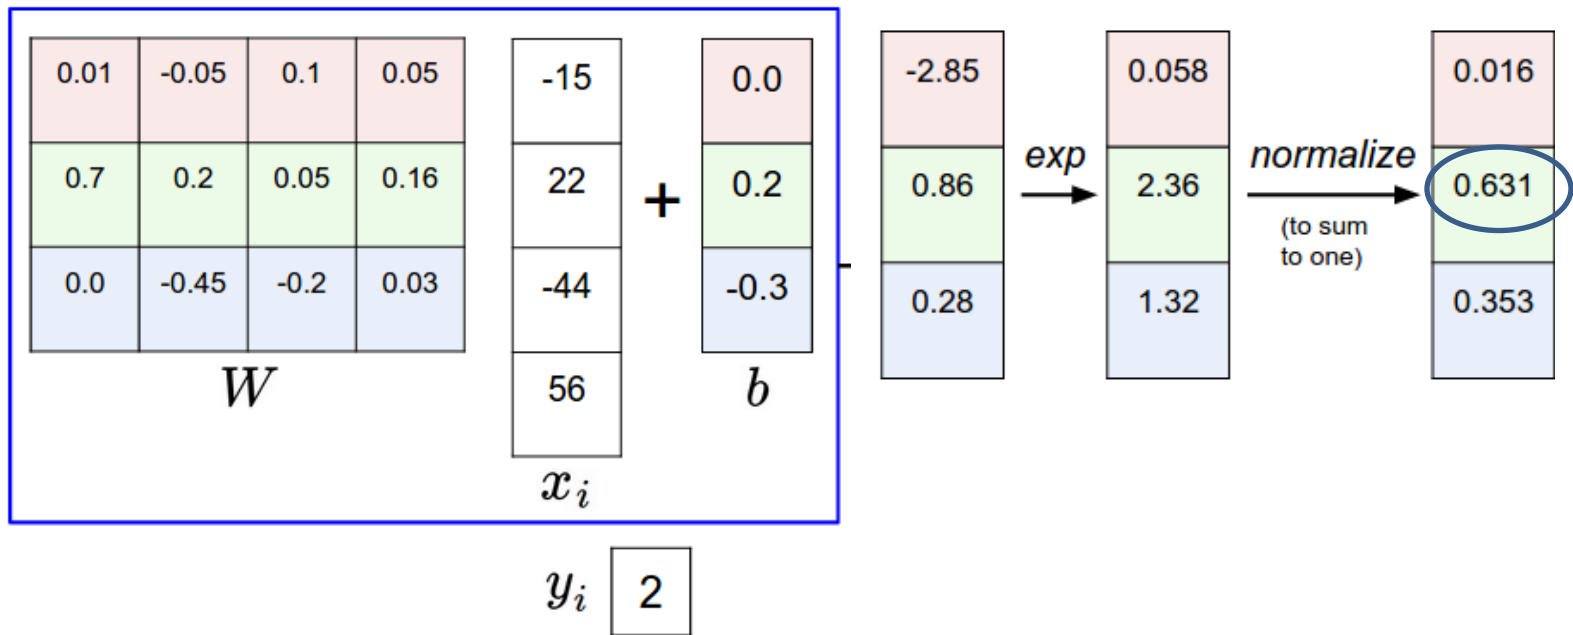 0.01 -0.05 0.1 0.05
0.7 0.2 0.05 0.16
0.0 -0.45 -0.2 0.03
W
-15
22
-44
56
x_i
+
0.0
0.2
-0.3
b
-2.85
0.86
0.28
exp
0.058
2.36
1.32
normalize
(to sum
to one)
0.016
0.631
0.353
y_i 2